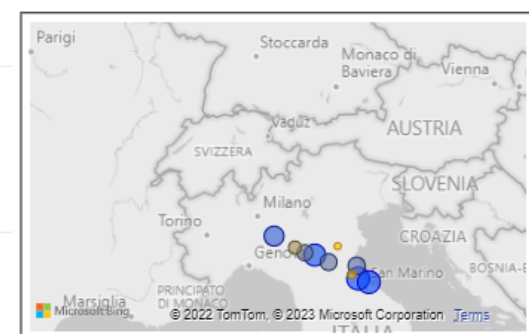 Parigi
Stoccarda
Monaco di
Baviera
Vienna
Vaduz
AUSTRIA
SVIZZERA
SLOVENIA
Milano
Torino
CROAZIA
Geno
San Marino
BOSNIA-E
PRINCIPATO
DI MONACO
Marsiglia
Microsoft Bing
© 2022 TomTom, © 2023 Microsoft Corporation Terms
ITALIA